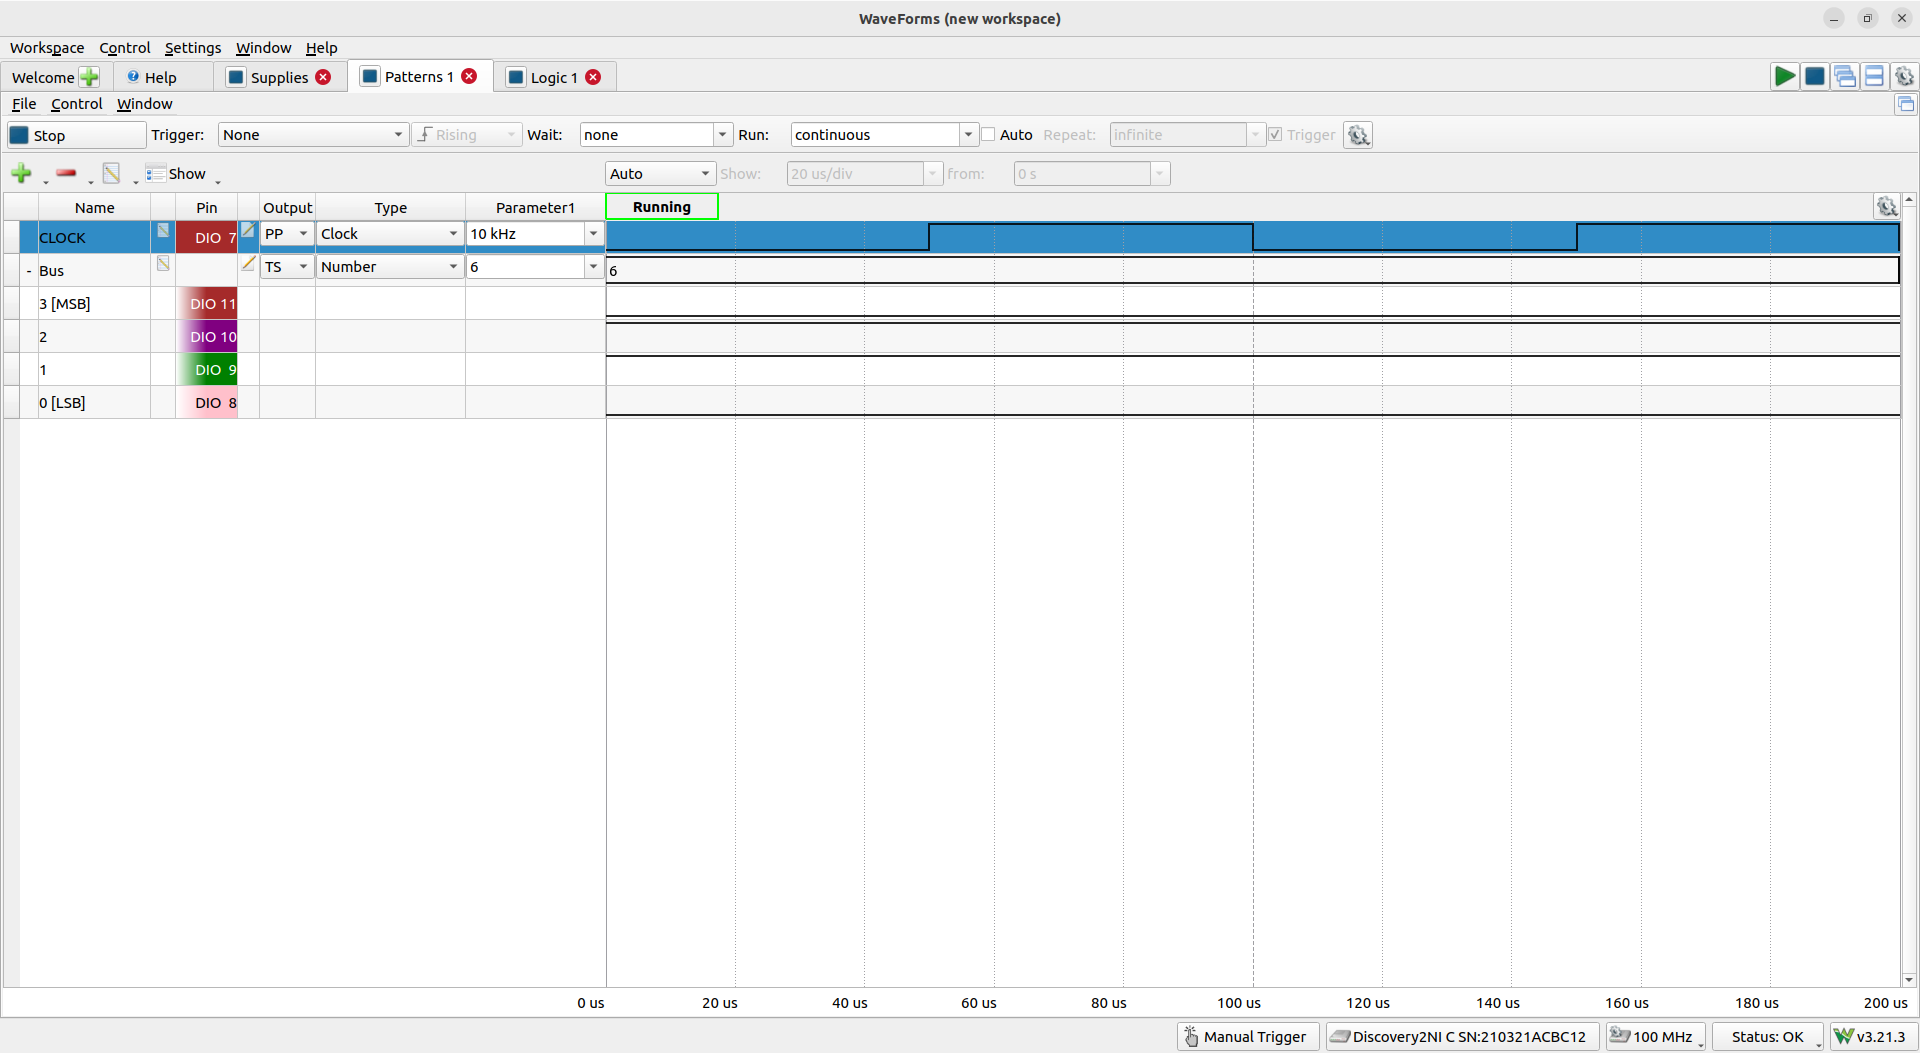 WaveForms (new workspace)
Workspace Control Settings Window Help
Welcome Help Supplies Patterns 1 Logic 1
File Control Window
Stop Trigger: None Rising Wait: none Run: continuous Auto Repeat: infinite Trigger
Show Auto Show: 20 us/div from: 0 s
Name Pin Output Type Parameter1 Running
CLOCK DIO 7 PP Clock 10 kHz
- Bus TS Number 6 6
3 [MSB] DIO 11
2 DIO 10
1 DIO 9
0 [LSB] DIO 8
0 us 20 us 40 us 60 us 80 us 100 us 120 us 140 us 160 us 180 us 200 us
Manual Trigger Discovery2NI C SN:210321ACBC12 100 MHz Status: OK v3.21.3